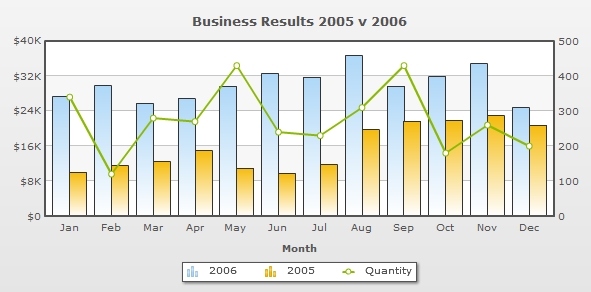 Business Results 2005 v 2006
$40K 500
$32K 400
$24K 300
$16K 200
$8K 100
$0 0
Jan Feb Mar Apr May Jun Jul Aug Sep Oct Nov Dec
Month
2006 2005 Quantity